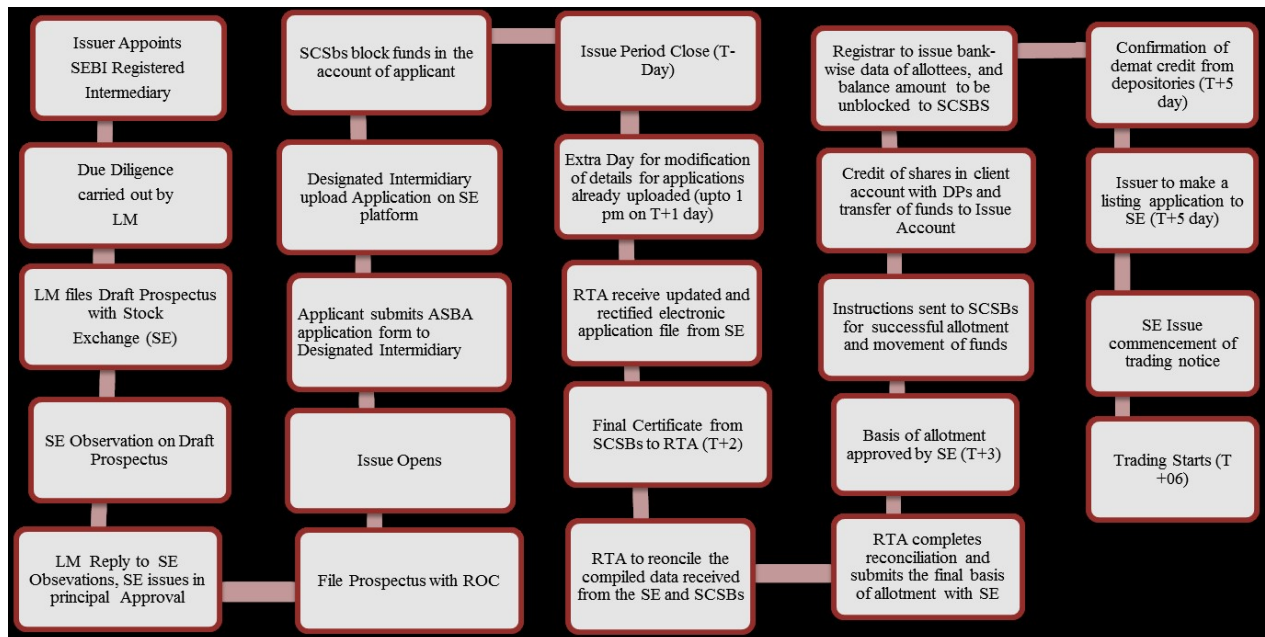 Issuer Appoints
SEBI Registered
Intermediary
Due Diligence
carried out by
LM
LM files Draft Prospectus
with Stock
Exchange (SE)
SE Observation on Draft
Prospectus
LM Reply to SE
Obsevations, SE issues in
principal Approval
File Prospectus with ROC
Issue Opens
Applicant submits ASBA
application form to
Designated Intermidiary
Designated Intermidiary
upload Application on SE
platform
SCSbs block funds in the
account of applicant
Issue Period Close (T-
Day)
Extra Day for modification
of details for applications
already uploaded (upto 1
pm on T+1 day)
RTA receive updated and
rectified electronic
application file from SE
Final Certificate from
SCSBs to RTA (T+2)
RTA to reconcile the
compiled data received
from the SE and SCSBs
RTA completes
reconciliation and
submits the final basis
of allotment with SE
Basis of allotment
approved by SE (T+3)
Instructions sent to SCSBs
for successful allotment
and movement of funds
Credit of shares in client
account with DPs and
transfer of funds to Issue
Account
Registrar to issue bank-
wise data of allottees, and
balance amount to be
unblocked to SCSBS
Confirmation of
demat credit from
depositories (T+5
day)
Issuer to make a
listing application to
SE (T+5 day)
SE Issue
commencement of
trading notice
Trading Starts (T
+06)